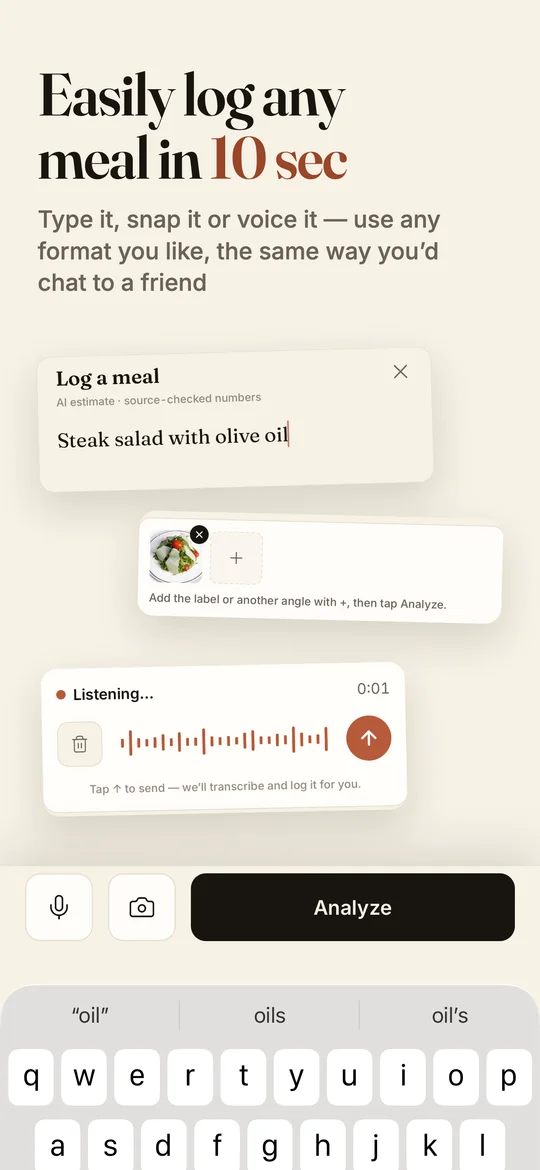 Easily log any
meal in 10 sec
Type it, snap it or voice it — use any
format you like, the same way you’d
chat to a friend
Log a meal
AI estimate · source-checked numbers
Steak salad with olive oil
Add the label or another angle with +, then tap Analyze.
Listening...
0:01
Tap ↑ to send — we’ll transcribe and log it for you.
Analyze
“oil” oils oil’s
q w e r t y u i o p
a s d f g h j k l